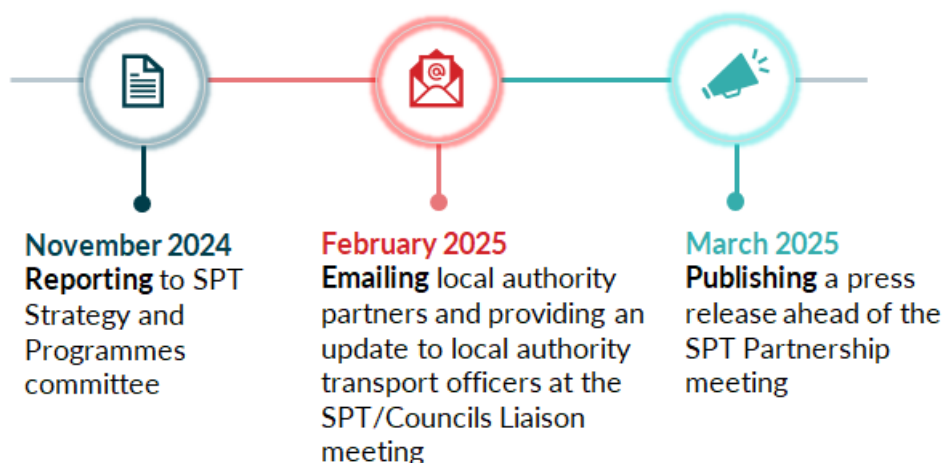 @
November 2024
Reporting to SPT
Strategy and
Programmes
committee
February 2025
Emailing local authority
partners and providing an
update to local authority
transport officers at the
SPT/Councils Liaison
meeting
March 2025
Publishing a press
release ahead of the
SPT Partnership
meeting